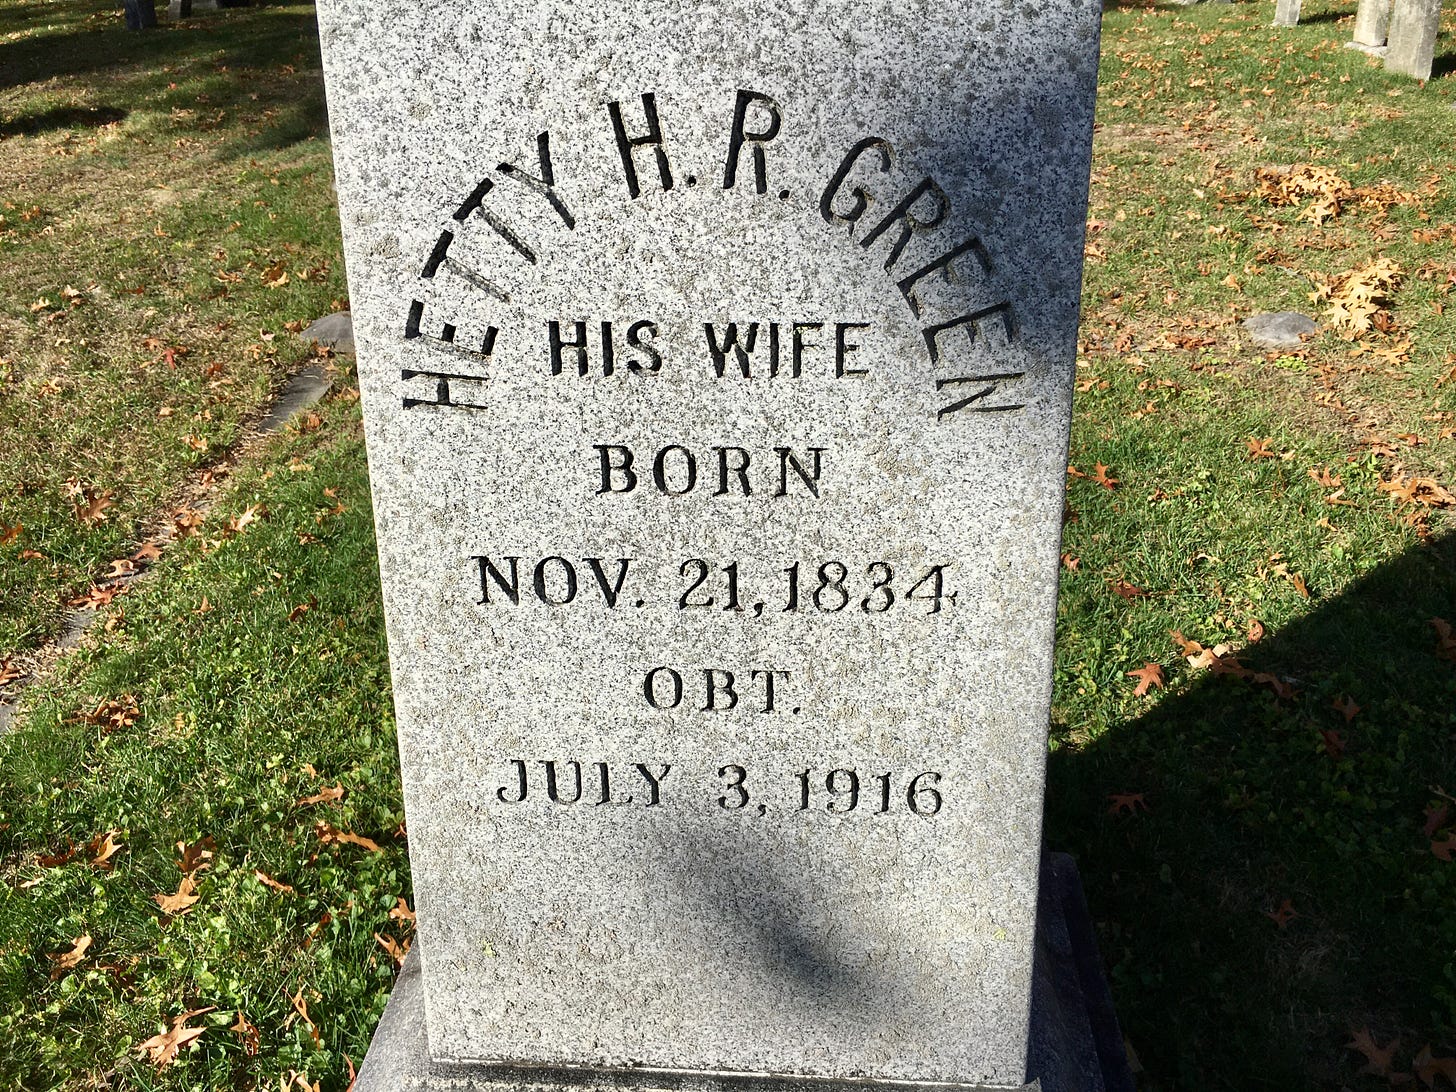 HETTY H. R. GREEN
HIS WIFE
BORN
NOV. 21, 1834
OBT.
JULY 3, 1916